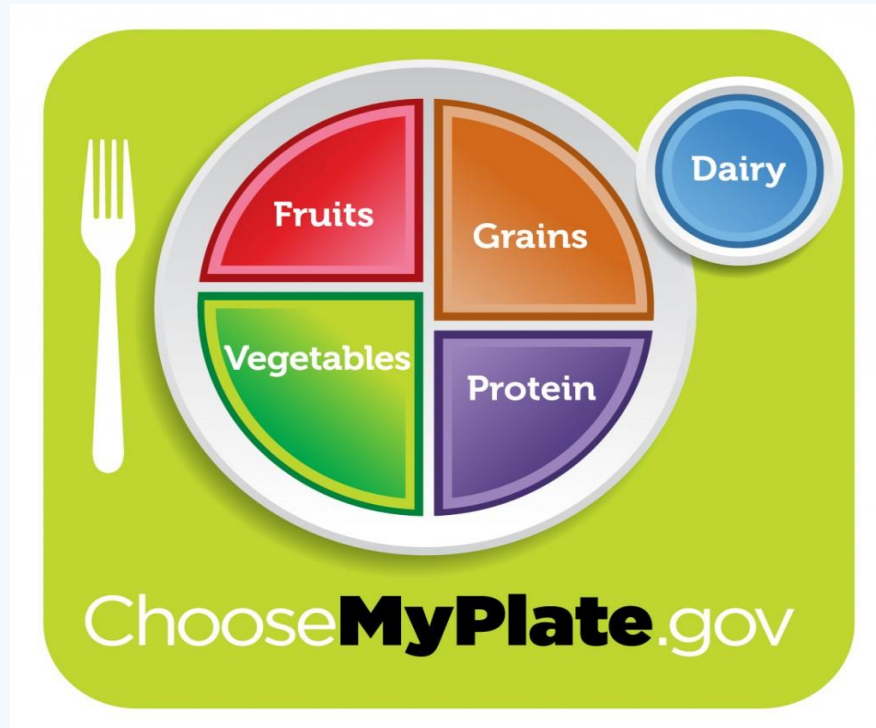 Dairy
Fruits
Grains
Vegetables
Protein
ChooseMyPlate.gov